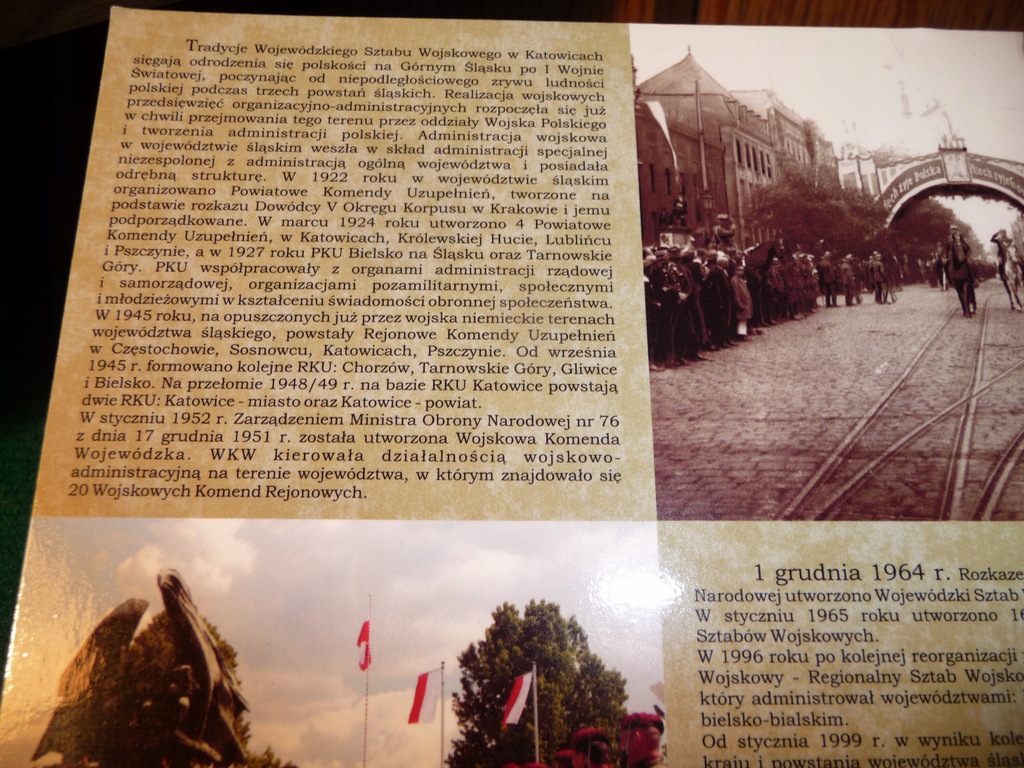 Tradycje Wojewódzkiego Sztabu Wojskowego w Katowicach
sięgają odrodzenia się polskości na Górnym Śląsku po I Wojnie
Światowej, poczynając od niepodległościowego zrywu ludności
polskiej podczas trzech powstań śląskich. Realizacja wojskowych
przedsięwzięć organizacyjno-administracyjnych rozpoczęła się już
w chwili przejmowania tego terenu przez oddziały Wojska Polskiego
i tworzenia administracji polskiej. Administracja wojskowa
w województwie śląskim weszła w skład administracji specjalnej
niezespolonej z administracją ogólną województwa i posiadała
odrębną strukturę. W 1922 roku w województwie śląskim
organizowano Powiatowe Komendy Uzupełnień, tworzone na
podstawie rozkazu Dowódcy V Okręgu Korpusu w Krakowie i jemu
podporządkowane. W marcu 1924 roku utworzono 4 Powiatowe
Komendy Uzupełnień, w Katowicach, Królewskiej Hucie, Lublińcu
i Pszczynie, a w 1927 roku PKU Bielsko na Śląsku oraz Tarnowskie
Góry. PKU współpracowały z organami administracji rządowej
i samorządowej, organizacjami pozamilitarnymi, społecznymi
i młodzieżowymi w kształceniu świadomości obronnej społeczeństwa.
W 1945 roku, na opuszczonych już przez wojska niemieckie terenach
województwa śląskiego, powstały Rejonowe Komendy Uzupełnień
w Częstochowie, Sosnowcu, Katowicach, Pszczynie. Od września
1945 r. formowano kolejne RKU: Chorzów, Tarnowskie Góry, Gliwice
i Bielsko. Na przełomie 1948/49 r. na bazie RKU Katowice powstają
dwie RKU: Katowice - miasto oraz Katowice - powiat.
W styczniu 1952 r. Zarządzeniem Ministra Obrony Narodowej nr 76
z dnia 17 grudnia 1951 r. została utworzona Wojskowa Komenda
Wojewódzka. WKW kierowała działalnością wojskowo-
administracyjną na terenie województwa, w którym znajdowało się
20 Wojskowych Komend Rejonowych.
żyje Polska
1 grudnia 1964 r. Rozkaze
Narodowej utworzono Wojewódzki Sztab
W styczniu 1965 roku utworzono 16
Sztabów Wojskowych.
W 1996 roku po kolejnej reorganizacji
Wojskowy - Regionalny Sztab Wojsko
który administrował województwami:
bielsko-bialskim.
Od stycznia 1999 r. w wyniku kole
kraju i powstania województwa śląs